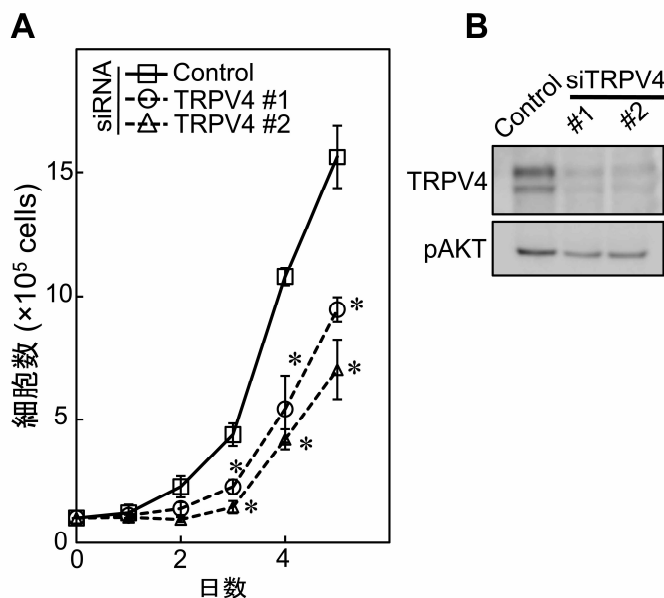 A
siRNA
Control
TRPV4 #1
TRPV4 #2
細胞数 (×10⁵ cells)
15
10
5
0
*
*
*
*
*
*
0
2
4
日数
B
Control
siTRPV4
#1
#2
TRPV4
pAKT